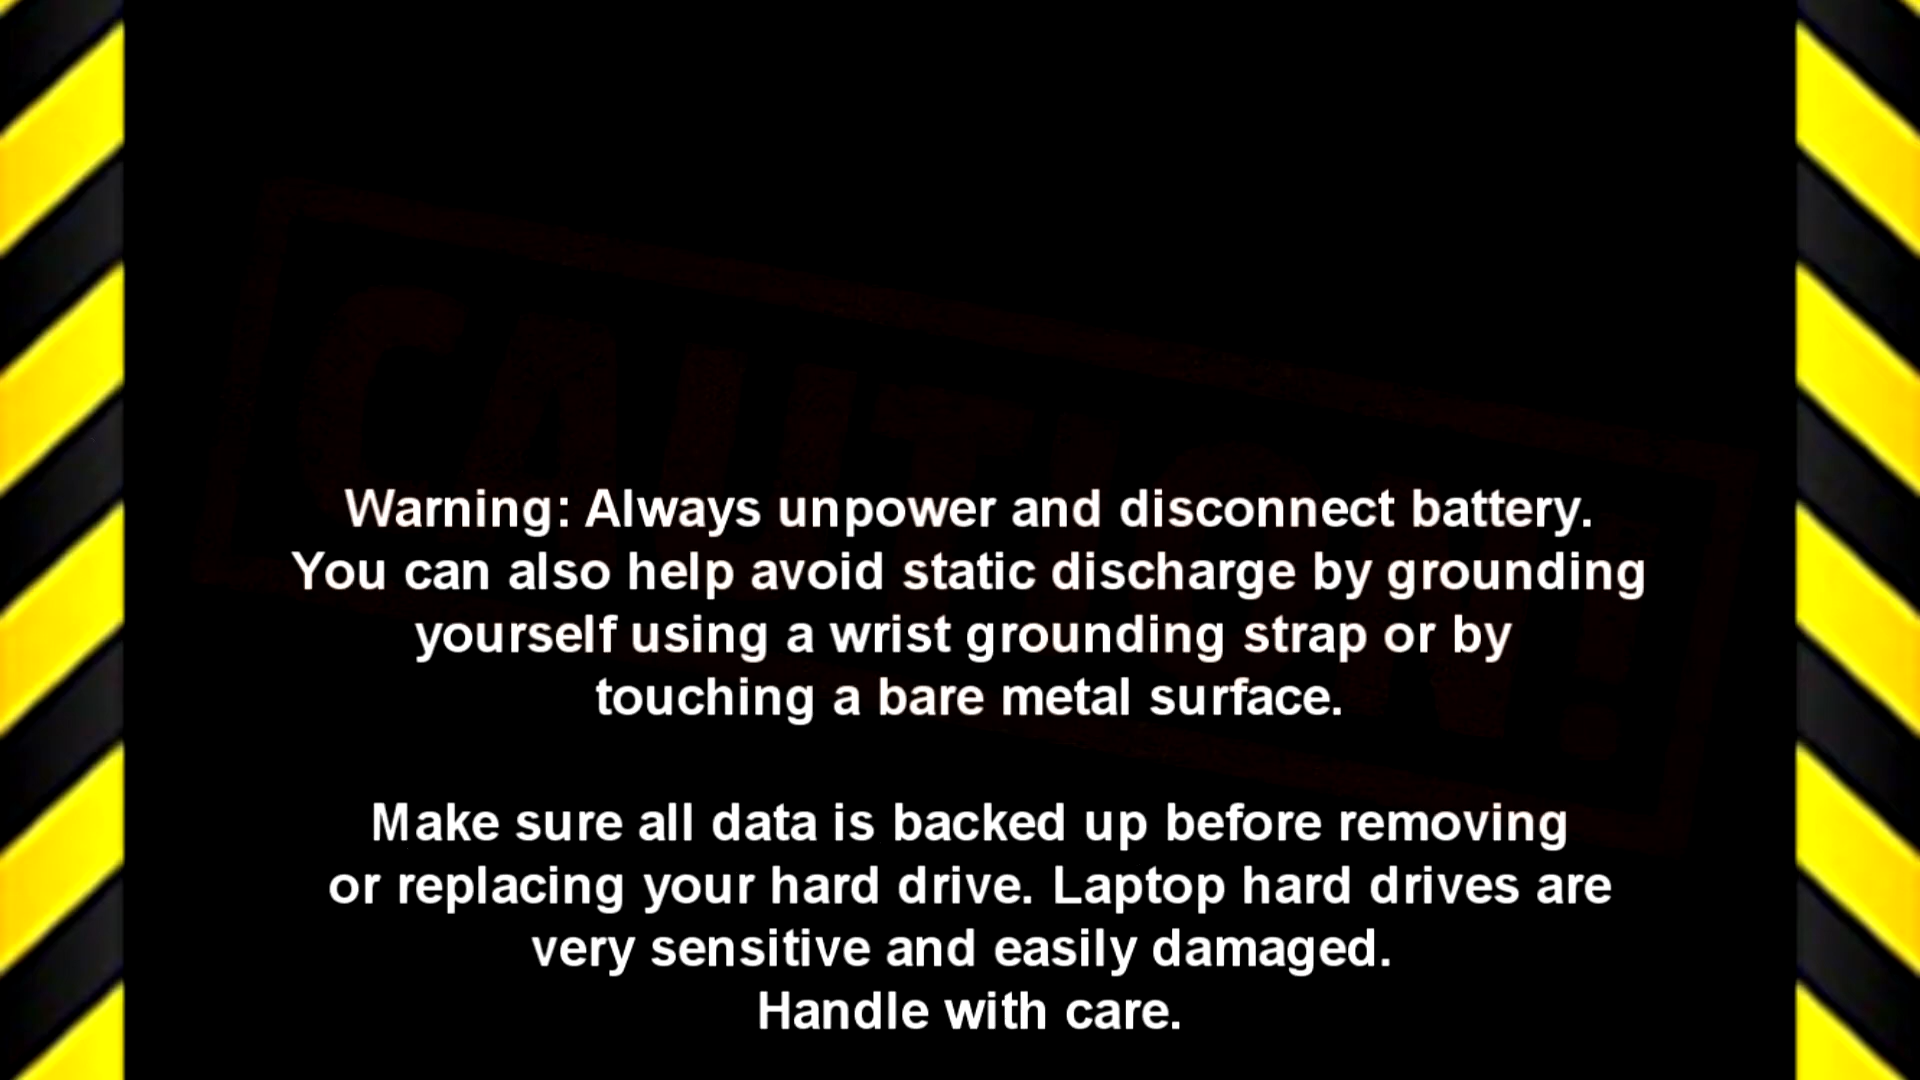 CAUTION!
Warning: Always unpower and disconnect battery.
You can also help avoid static discharge by grounding
yourself using a wrist grounding strap or by
touching a bare metal surface.
Make sure all data is backed up before removing
or replacing your hard drive. Laptop hard drives are
very sensitive and easily damaged.
Handle with care.